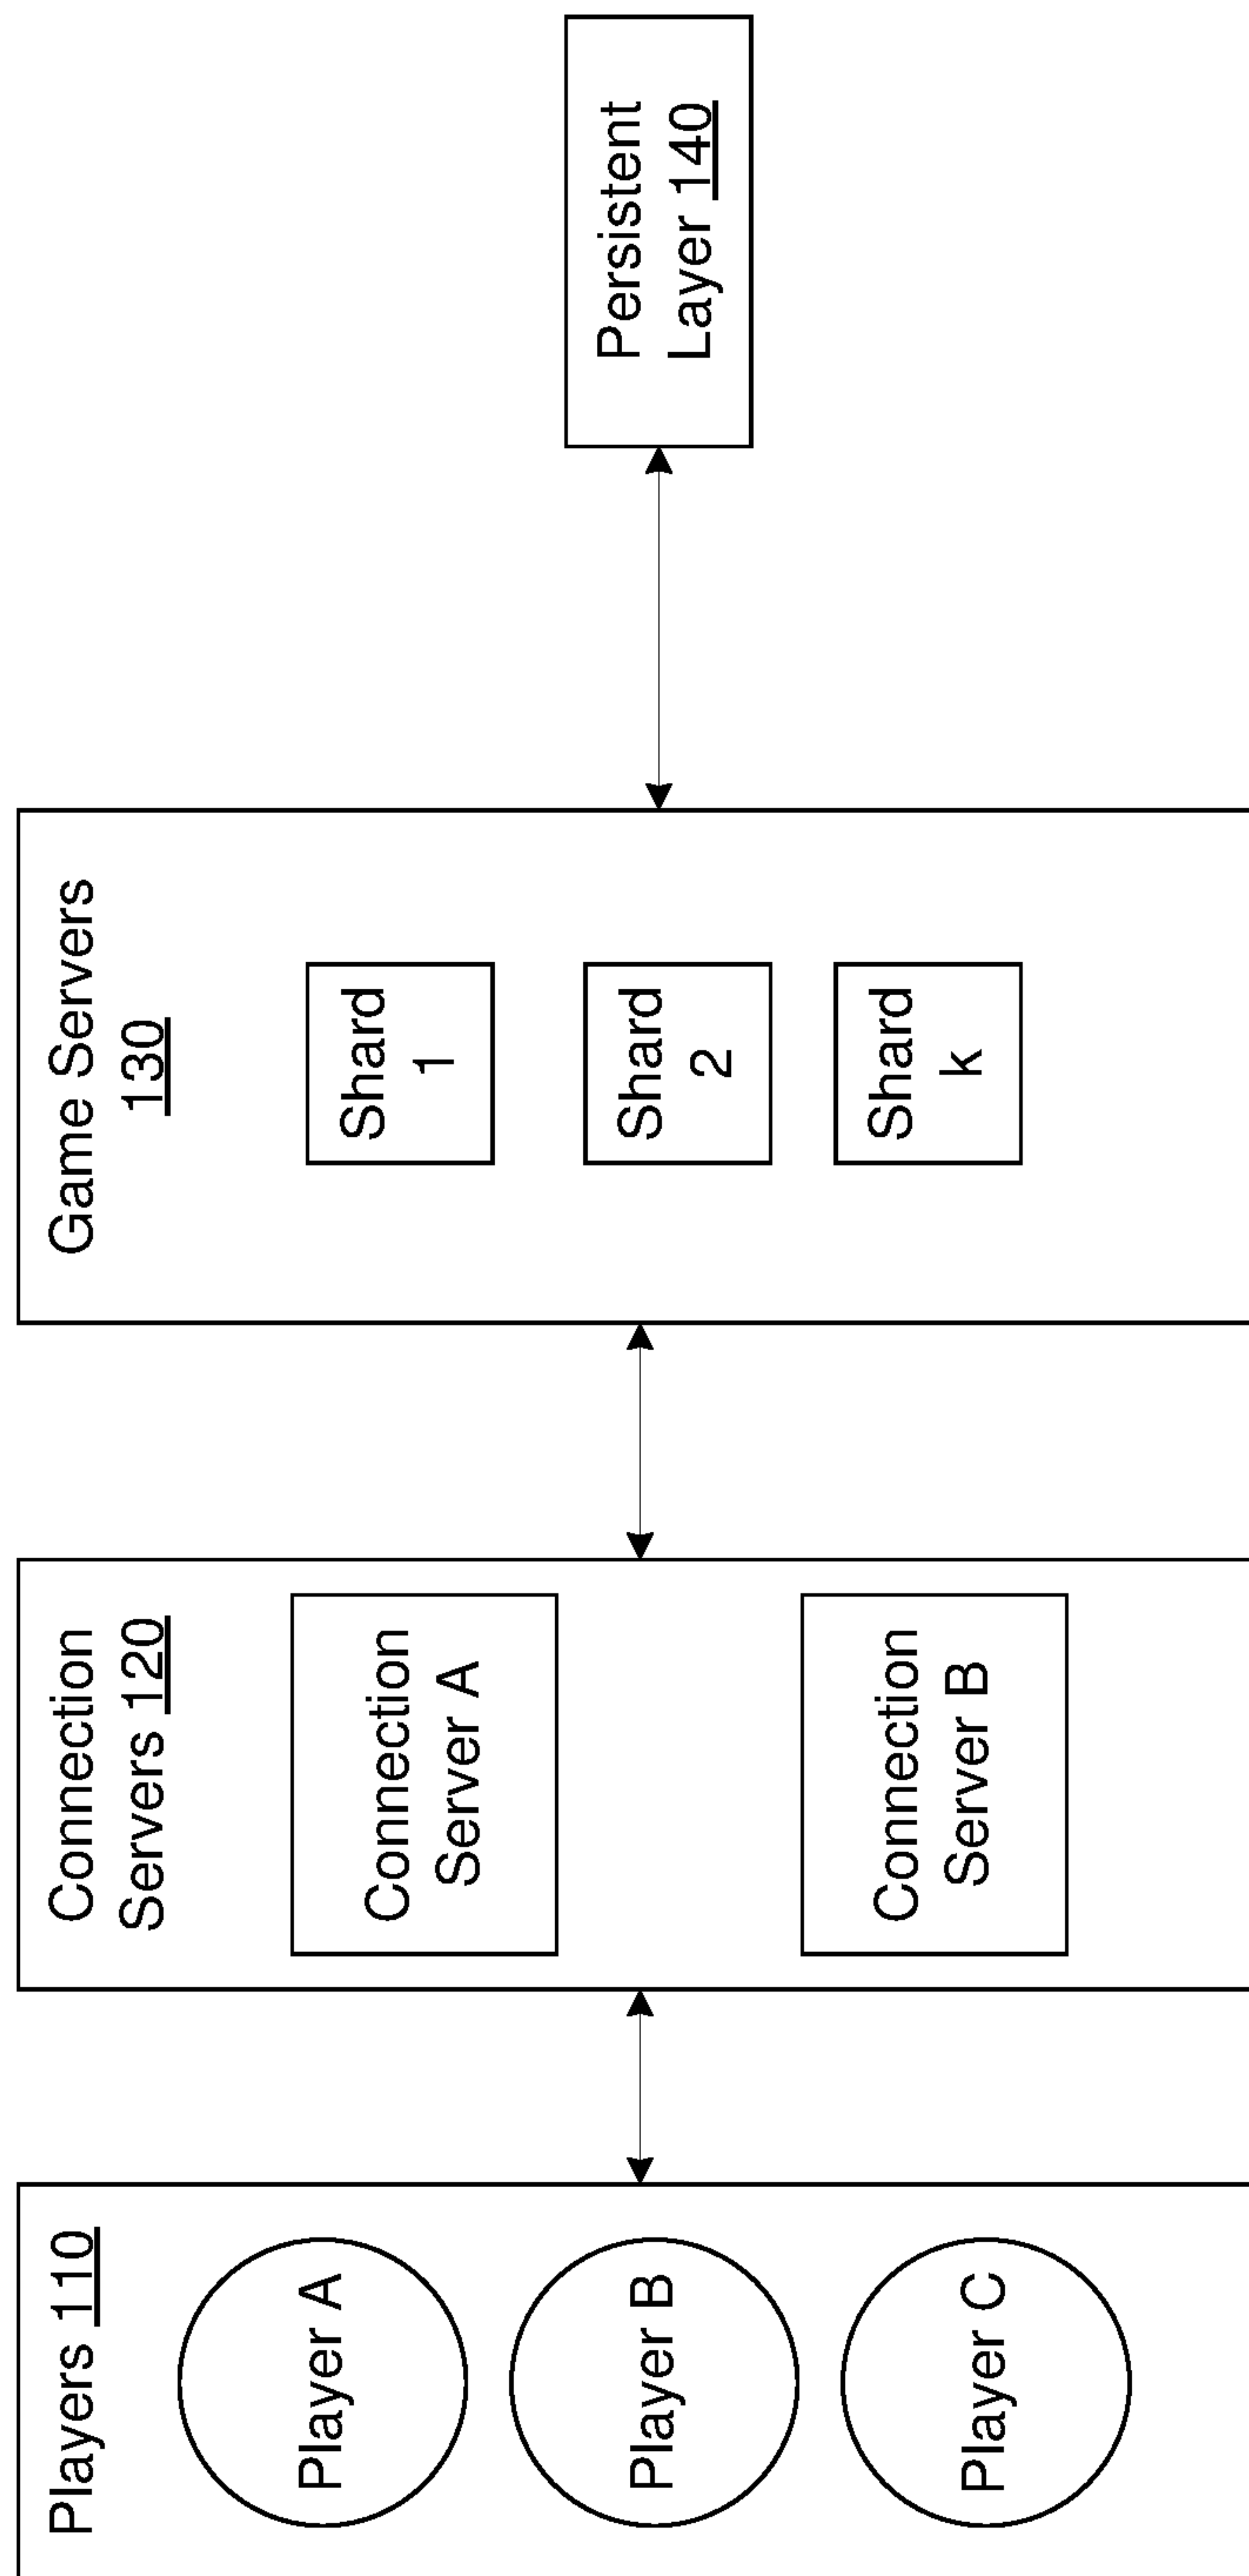 Players 110
Player A
Player B
Player C
Connection
Servers 120
Connection
Server A
Connection
Server B
Game Servers
130
Shard
1
Shard
2
Shard
k
Persistent
Layer 140